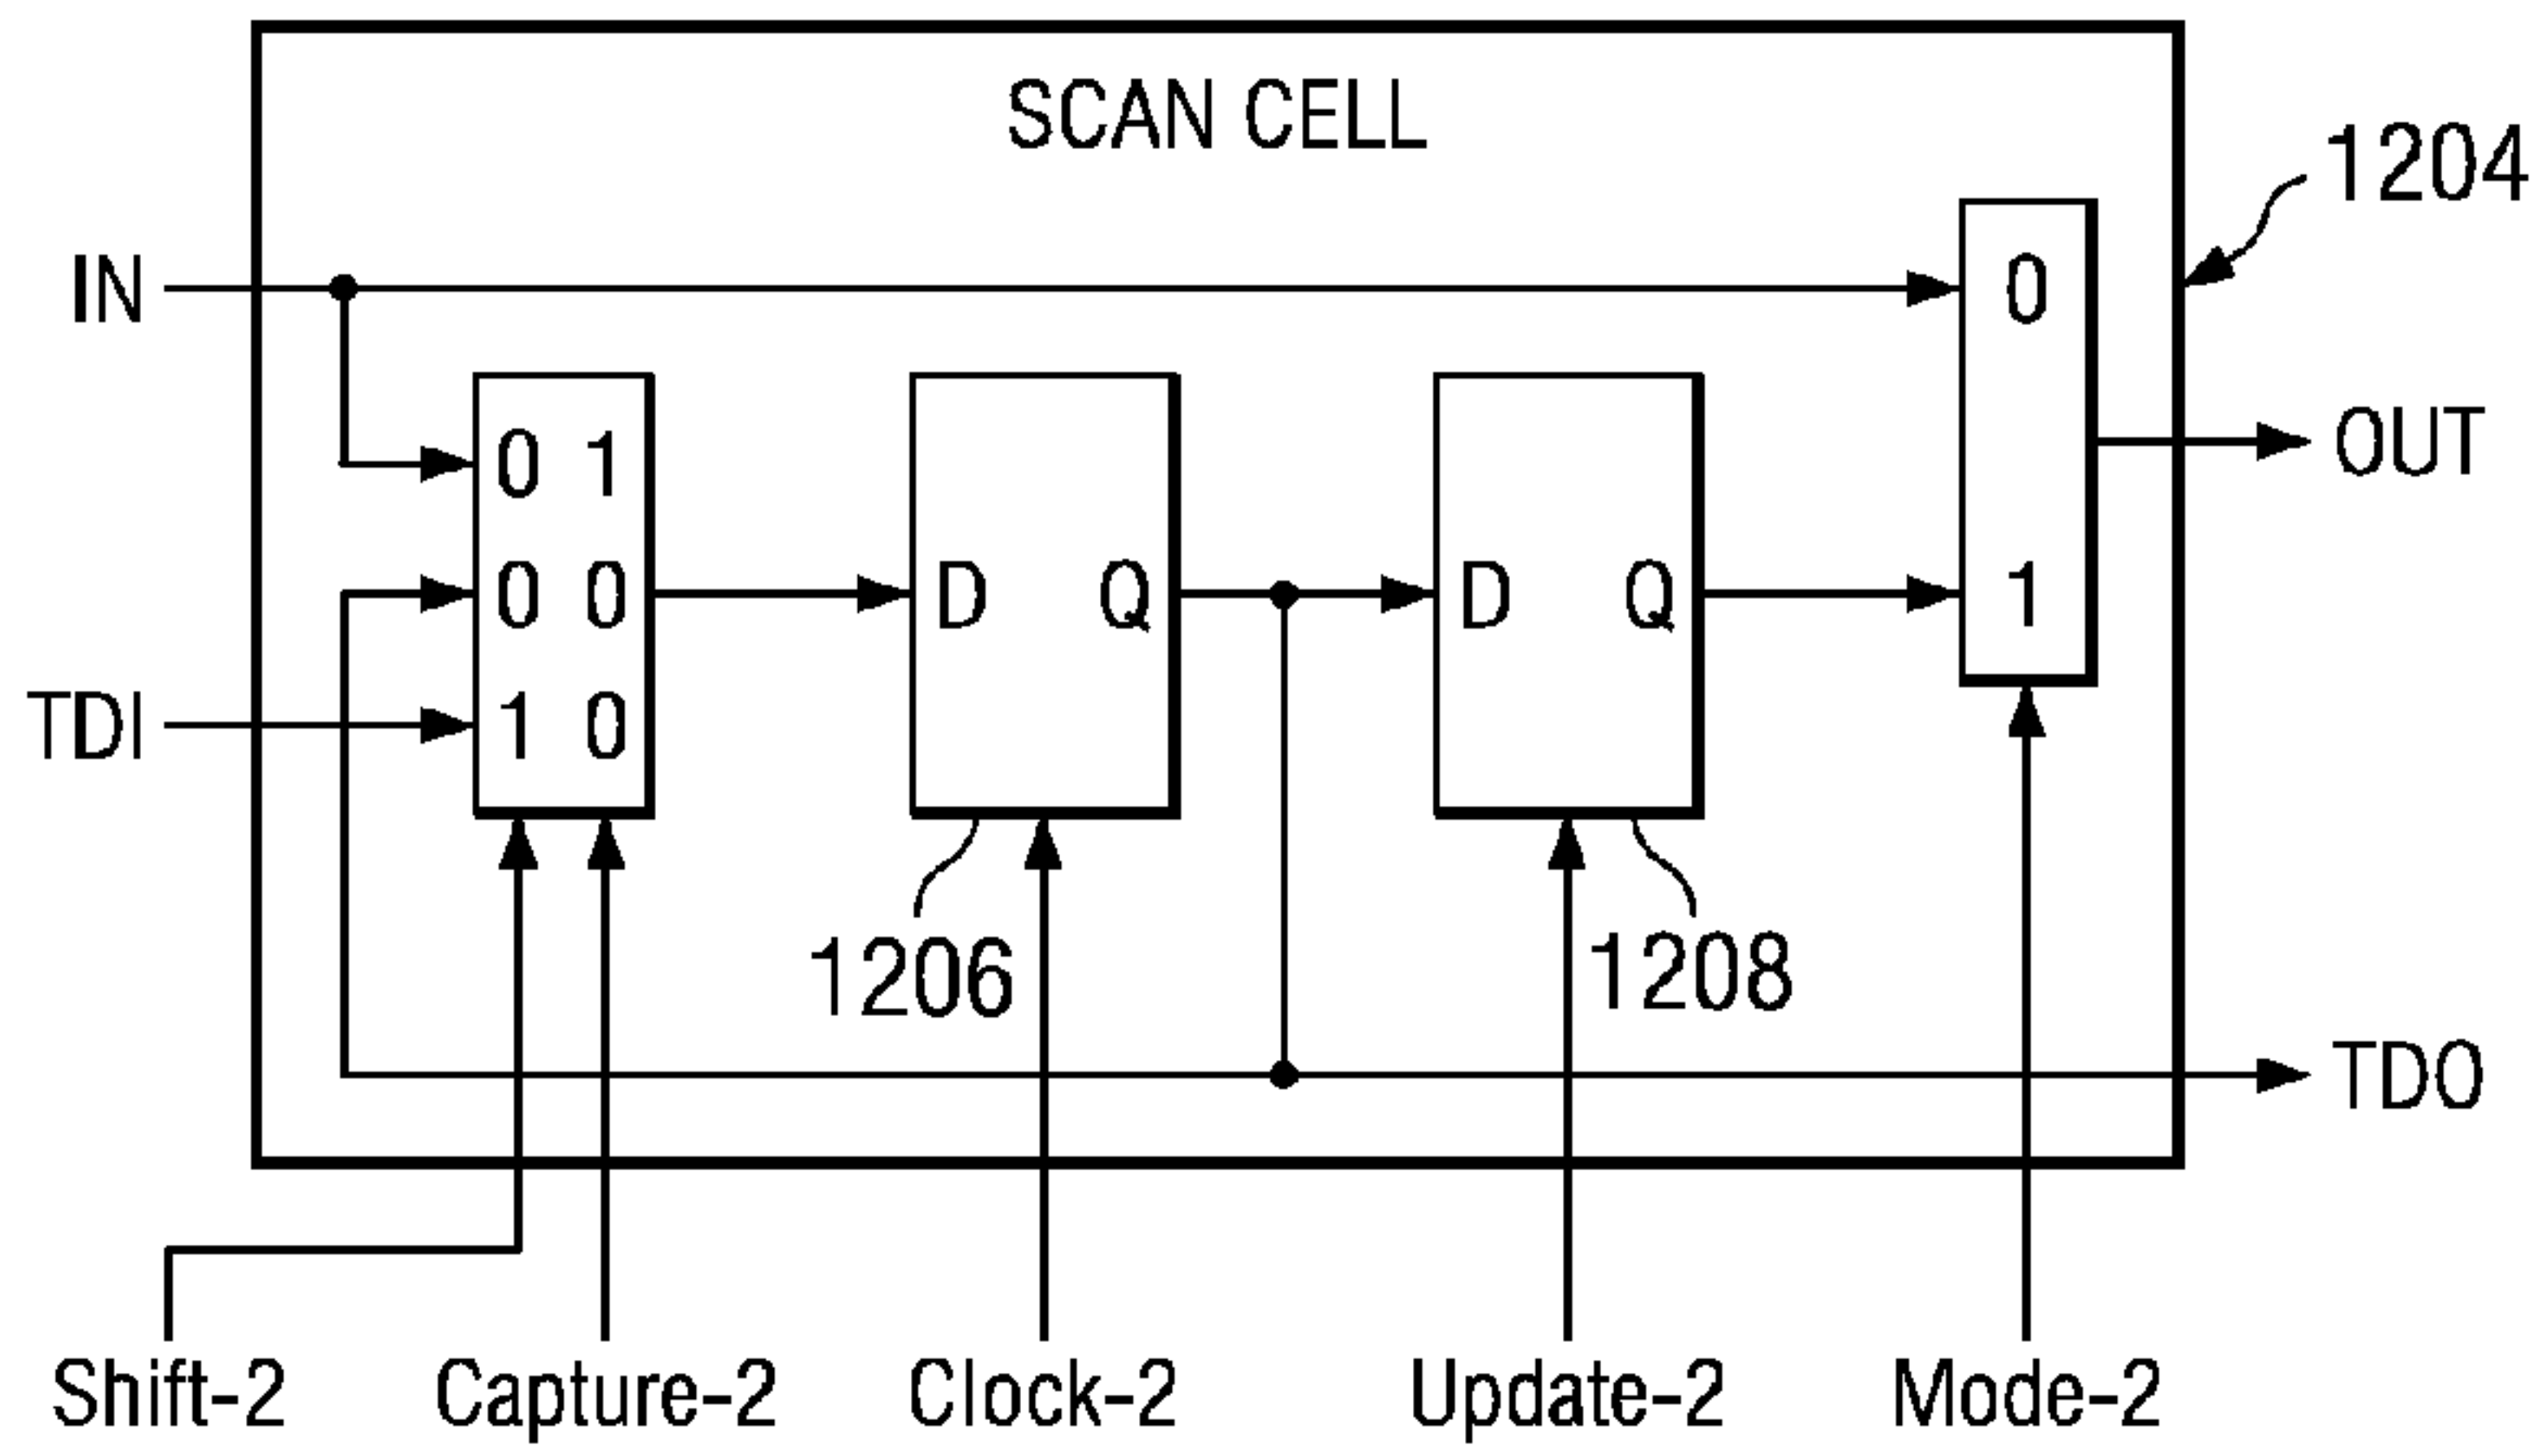 SCAN CELL
1204
IN
0
0 1
OUT
0 0
D Q
D Q
1
TDI
1 0
1206
1208
TDO
Shift-2
Capture-2
Clock-2
Update-2
Mode-2